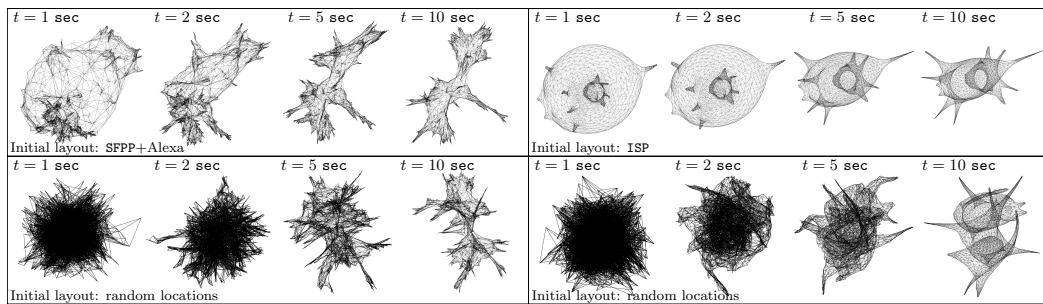 t = 1 sec t = 2 sec t = 5 sec t = 10 sec
Initial layout: SFPP+Alexa
t = 1 sec t = 2 sec t = 5 sec t = 10 sec
Initial layout: ISP
t = 1 sec t = 2 sec t = 5 sec t = 10 sec
Initial layout: random locations
t = 1 sec t = 2 sec t = 5 sec t = 10 sec
Initial layout: random locations